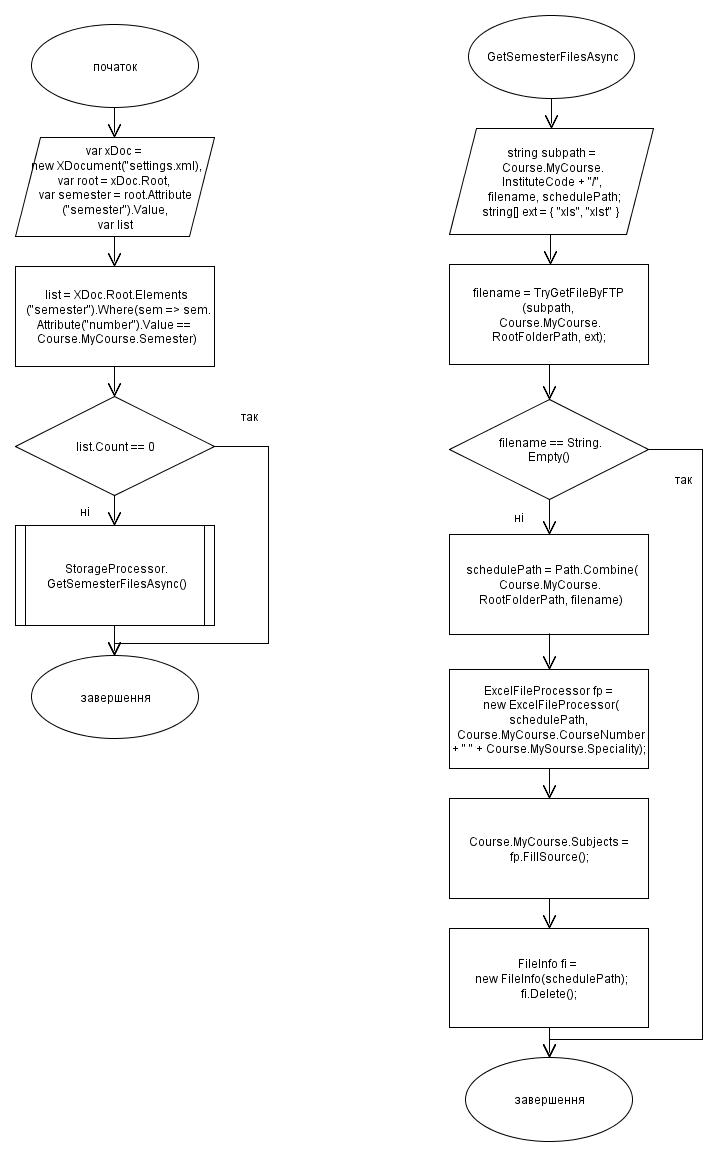 початок
var xDoc =
new XDocument("settings.xml),
var root = xDoc.Root,
var semester = root.Attribute
("semester").Value,
var list
list = XDoc.Root.Elements
("semester").Where(sem => sem.
Attribute("number").Value ==
Course.MyCourse.Semester)
list.Count == 0
так
ні
StorageProcessor.
GetSemesterFilesAsync()
завершення
GetSemesterFilesAsync
string subpath =
Course.MyCourse.
InstituteCode + "/",
filename, schedulePath;
string[] ext = { "xls", "xlst" }
filename = TryGetFileByFTP
(subpath,
Course.MyCourse.
RootFolderPath, ext);
filename == String.
Empty()
так
ні
schedulePath = Path.Combine(
Course.MyCourse.
RootFolderPath, filename)
ExcelFileProcessor fp =
new ExcelFileProcessor(
schedulePath,
Course.MyCourse.CourseNumber
+ " " + Course.MySourse.Speciality);
Course.MyCourse.Subjects =
fp.FillSource();
FileInfo fi =
new FileInfo(schedulePath);
fi.Delete();
завершення